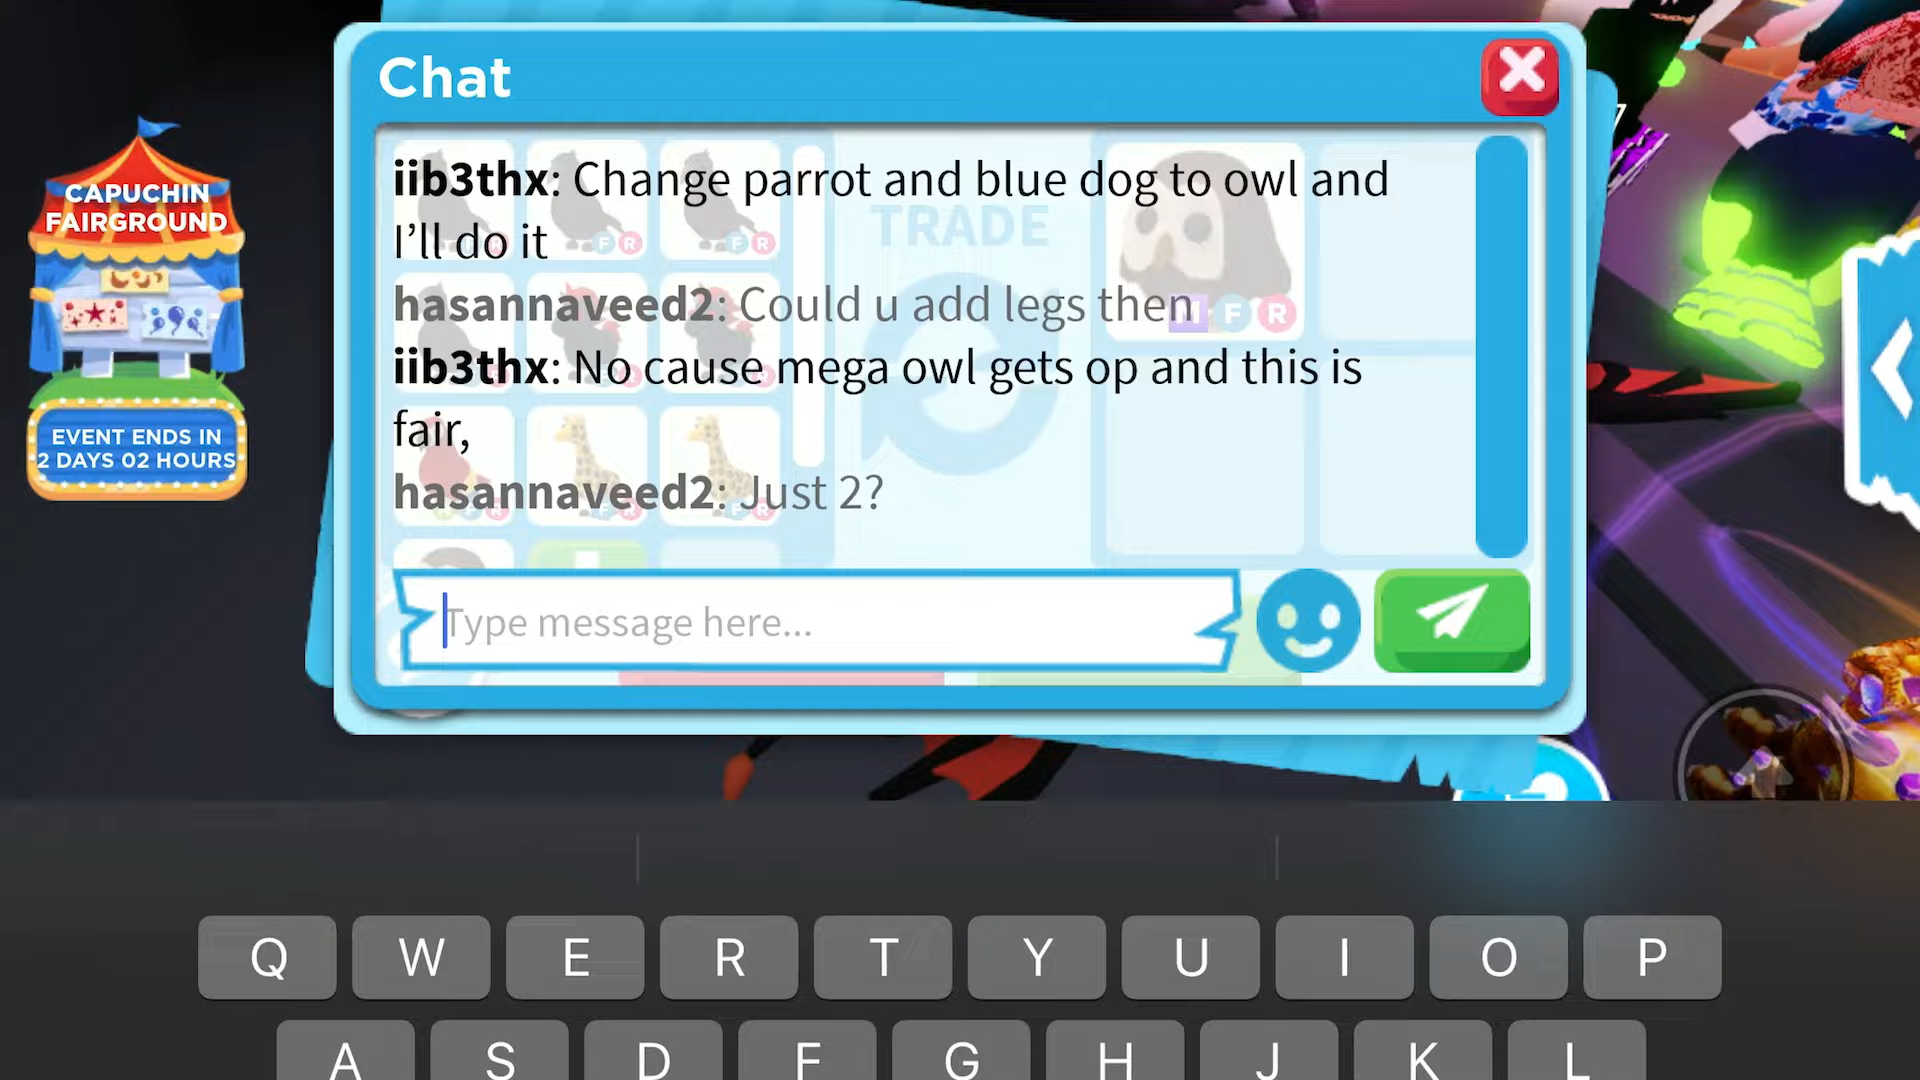 Chat
CAPUCHIN
FAIRGROUND
EVENT ENDS IN
2 DAYS 02 HOURS
iib3thx: Change parrot and blue dog to owl and
I’ll do it
hasannaveed2: Could u add legs then
iib3thx: No cause mega owl gets op and this is
fair,
hasannaveed2: Just 2?
TRADE
M F R
Type message here...
Q W E R T Y U I O P
A S D F G H J K L